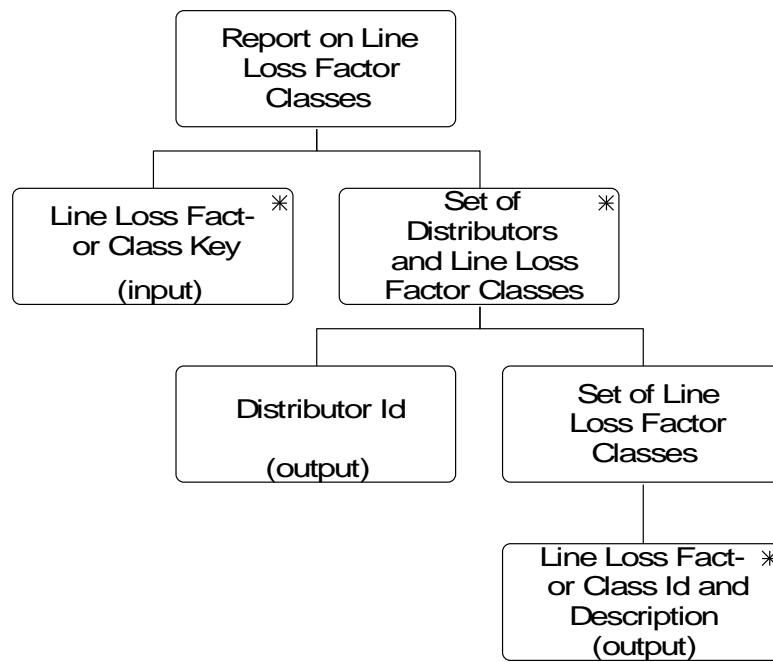 Report on Line
Loss Factor
Classes
Line Loss Fact-
or Class Key
(input)
*
Set of
Distributors
and Line Loss
Factor Classes
*
Distributor Id
(output)
Set of Line
Loss Factor
Classes
Line Loss Fact-
or Class Id and
Description
(output)
*